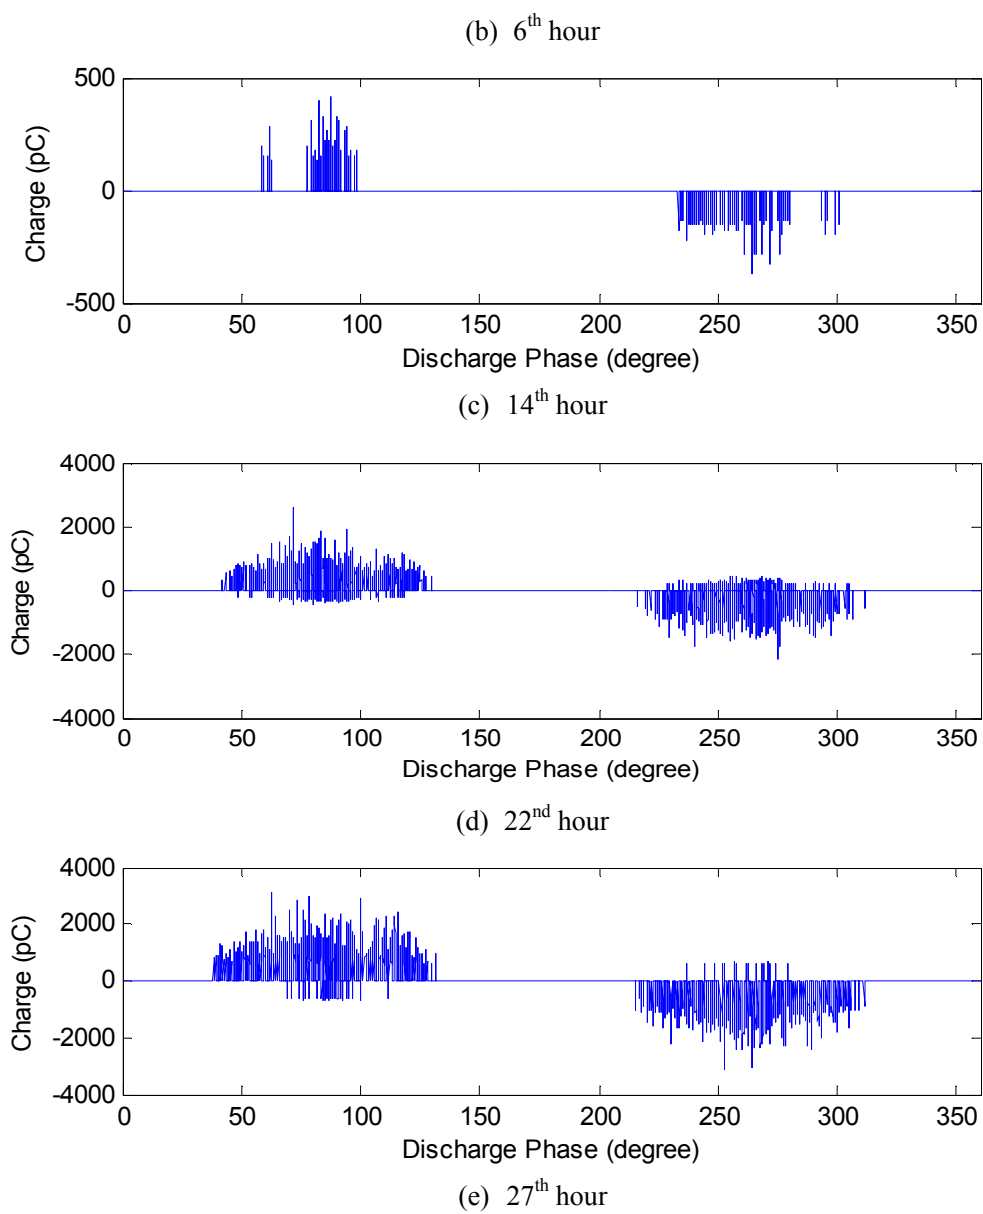 (b) 6th hour
500
0
-500
Charge (pC)
0 50 100 150 200 250 300 350
Discharge Phase (degree)
(c) 14th hour
4000
2000
0
-2000
-4000
Charge (pC)
0 50 100 150 200 250 300 350
Discharge Phase (degree)
(d) 22nd hour
4000
2000
0
-2000
-4000
Charge (pC)
0 50 100 150 200 250 300 350
Discharge Phase (degree)
(e) 27th hour